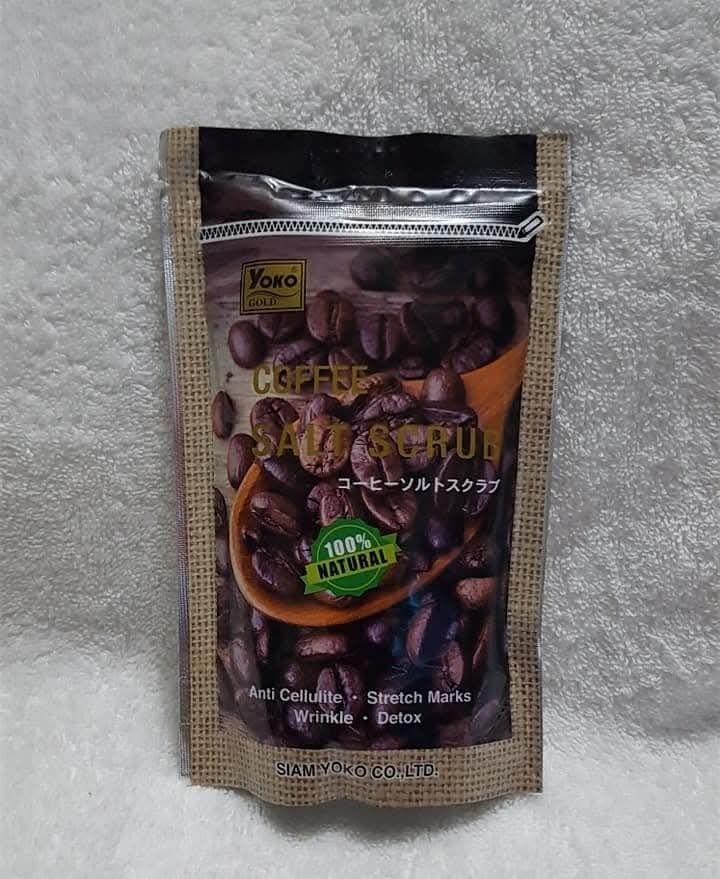 YOKO®
GOLD
COFFEE
SALT SCRUB
コーヒーソルトスクラブ
100%
NATURAL
Anti Cellulite · Stretch Marks
Wrinkle · Detox
SIAM YOKO CO.,LTD.